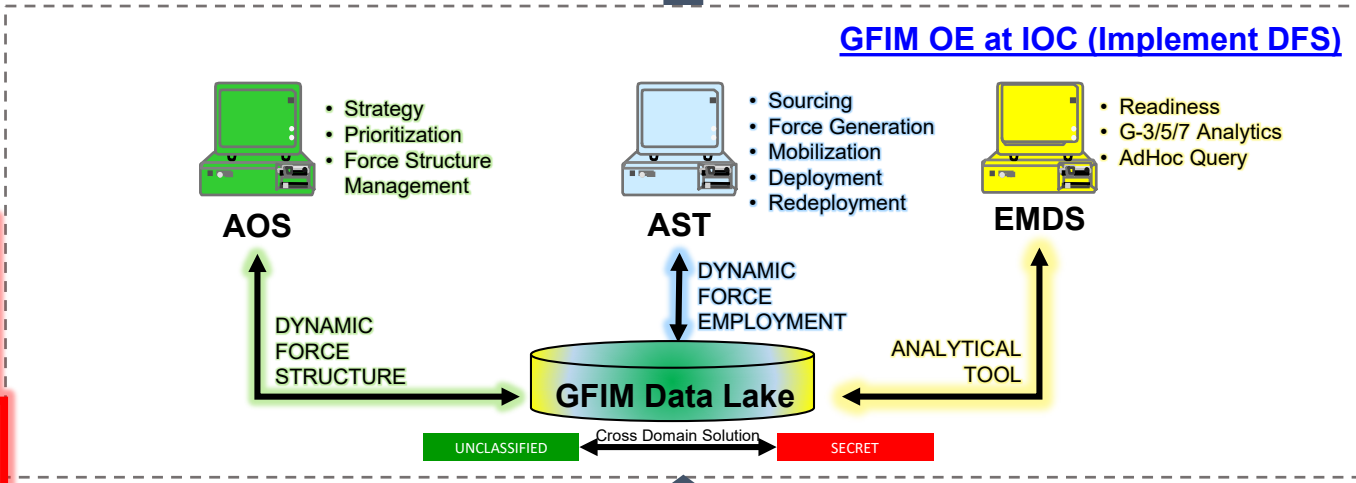 GFIM OE at IOC (Implement DFS)
• Strategy
• Prioritization
• Force Structure
Management
AOS
• Sourcing
• Force Generation
• Mobilization
• Deployment
• Redeployment
AST
• Readiness
• G-3/5/7 Analytics
• AdHoc Query
EMDS
DYNAMIC
FORCE
STRUCTURE
DYNAMIC
FORCE
EMPLOYMENT
ANALYTICAL
TOOL
GFIM Data Lake
UNCLASSIFIED
Cross Domain Solution
SECRET